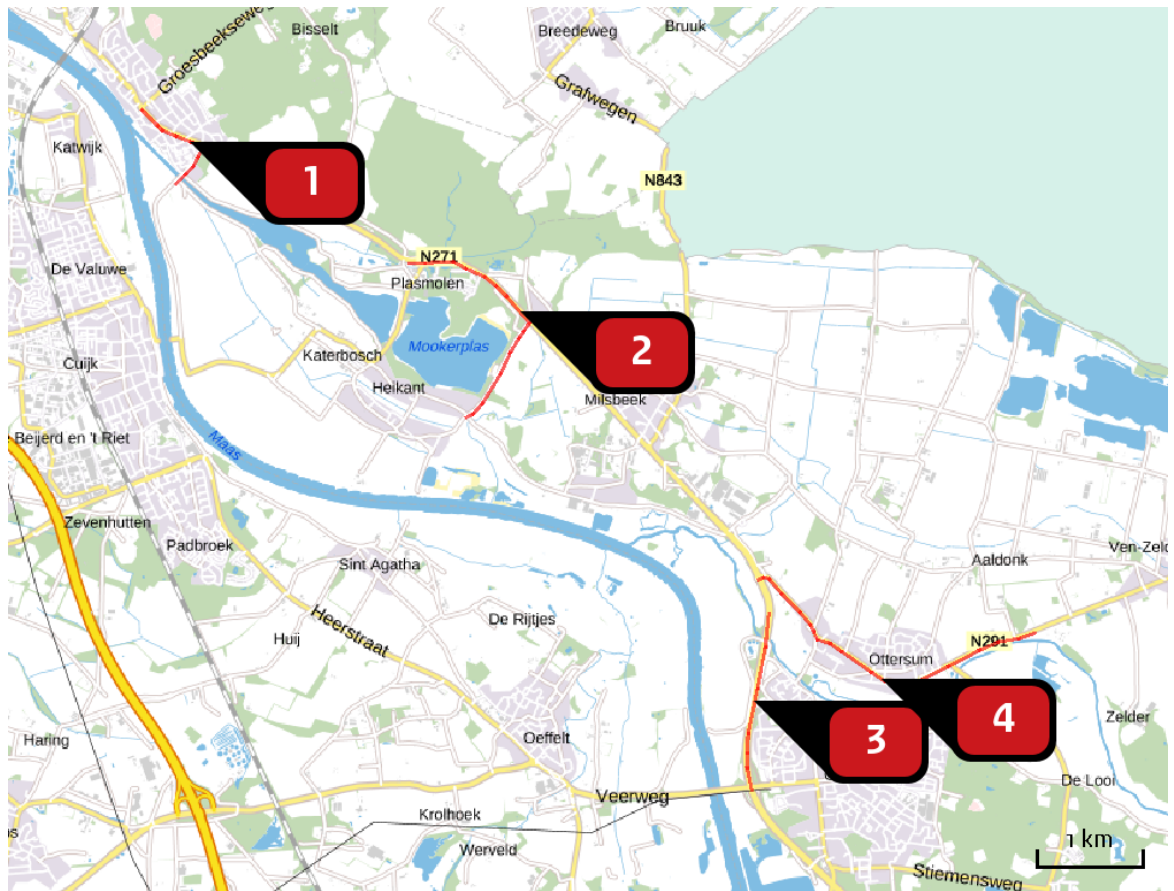 Groesbeekseweg
Bisselt
Breedeweg
Bruuk
Grafwegen
Katwijk
1
N843
N271
De Valuwe
Plasmolen
Mookerplas
2
Katerbosch
Cuijk
Heikant
Milsbeek
Beijerd en 't Riet
Maas
Zevenhutten
Padbroek
Sint Agatha
Aaldonk
Ven-Zeld
De Rijtjes
Heerstraat
Huij
N291
Ottersum
4
Zelder
3
Haring
Oeffelt
De Looi
Veerweg
Krolhoek
Werveld
1 km
Stiemensweg